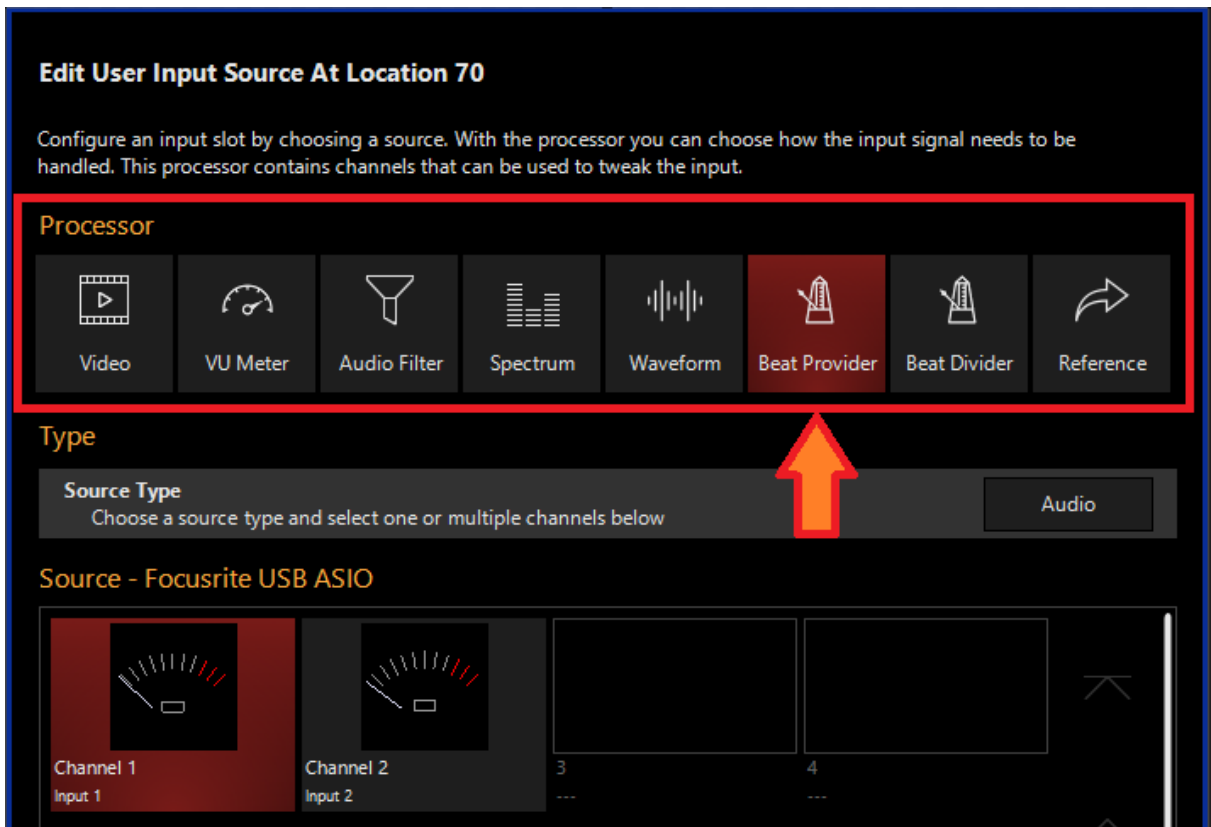 Edit User Input Source At Location 70
Configure an input slot by choosing a source. With the processor you can choose how the input signal needs to be
handled. This processor contains channels that can be used to tweak the input.
Processor
Video
VU Meter
Audio Filter
Spectrum
Waveform
Beat Provider
Beat Divider
Reference
Type
Source Type
Choose a source type and select one or multiple channels below
Audio
Source - Focusrite USB ASIO
Channel 1
Input 1
Channel 2
Input 2
3
---
4
---